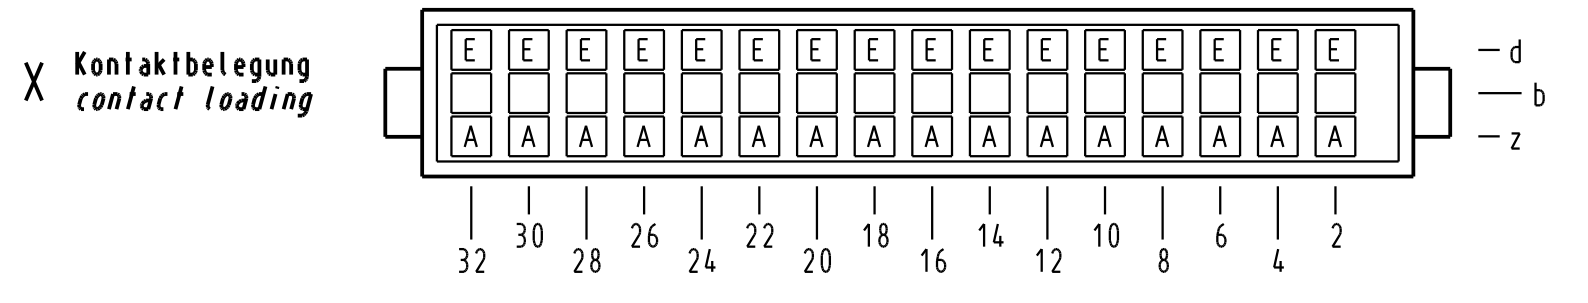 X Kontaktbelegung
contact loading
E E E E E E E E E E E E E E E E d
b
A A A A A A A A A A A A A A A A z
30 26 22 18 14 10 6 2
32 28 24 20 16 12 8 4